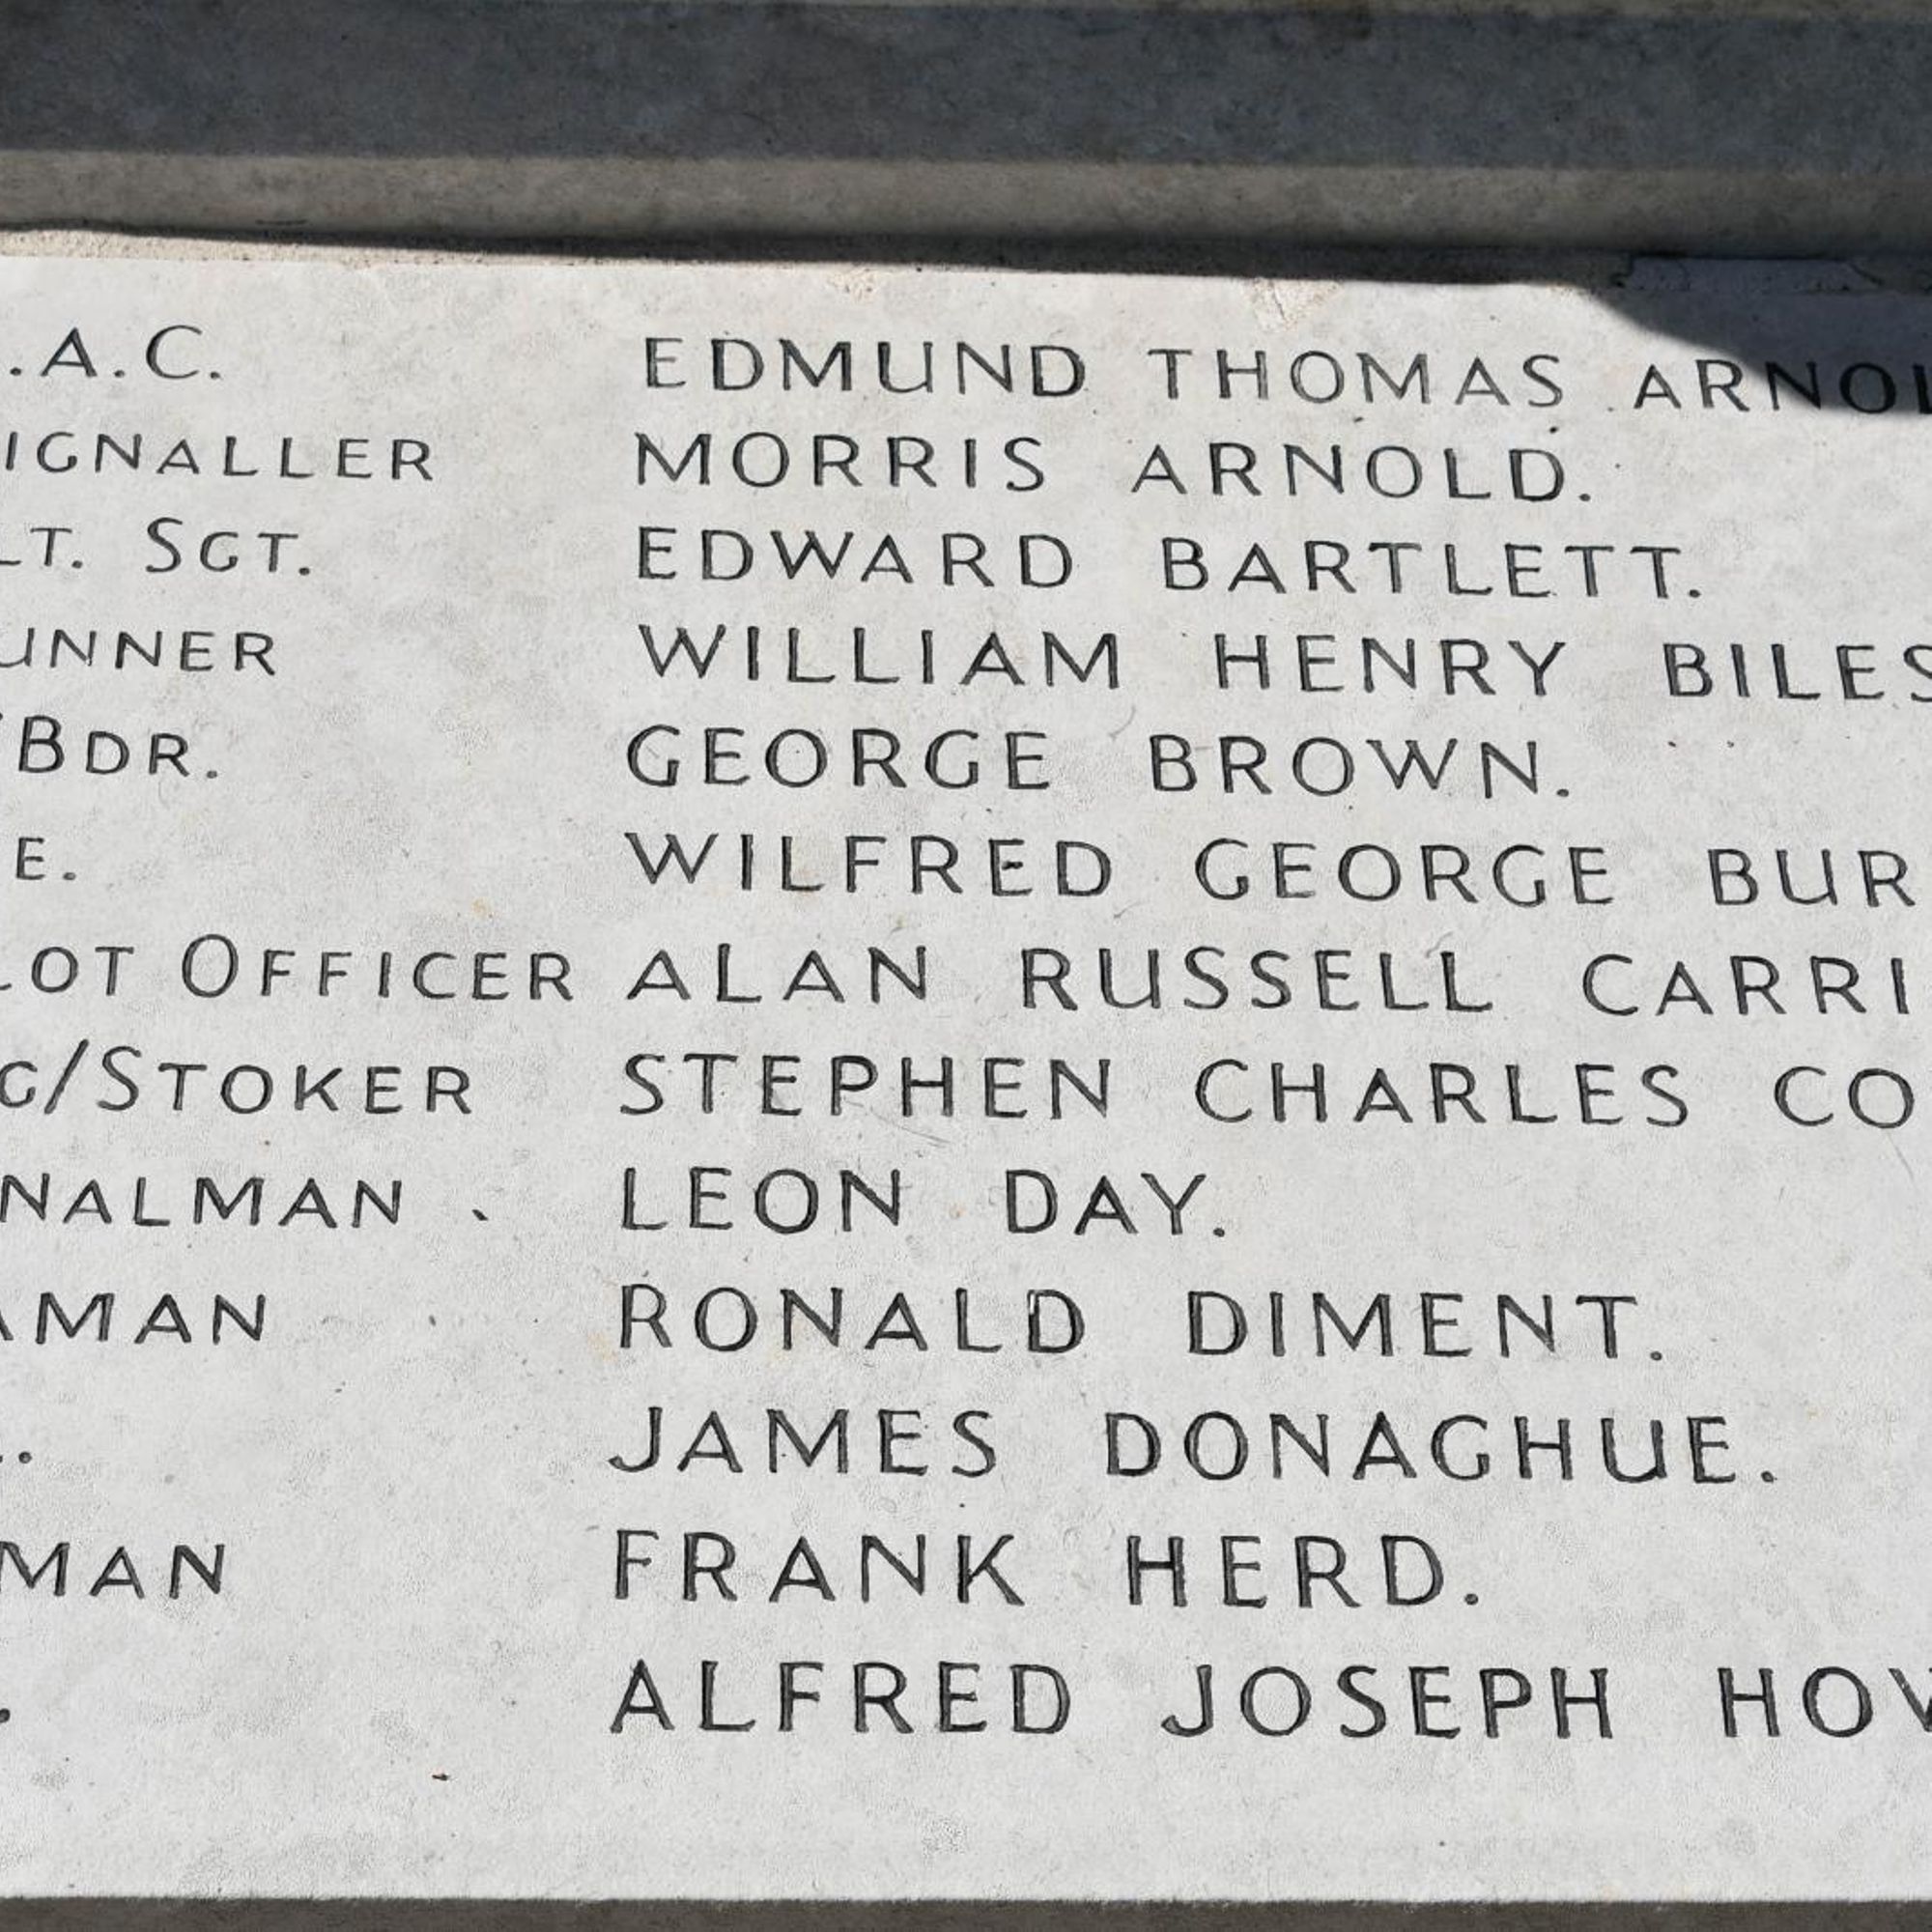 .A.C. EDMUND THOMAS
IGNALLER MORRIS ARNOLD.
LT. SGT. EDWARD BARTLETT.
UNNER WILLIAM HENRY BILES
/BDR. GEORGE BROWN.
E. WILFRED GEORGE BUR
LOT OFFICER ALAN RUSSELL CARRI
G/STOKER STEPHEN CHARLES CO
NALMAN LEON DAY.
AMAN RONALD DIMENT.
JAMES DONAGHUE.
MAN FRANK HERD.
ALFRED JOSEPH